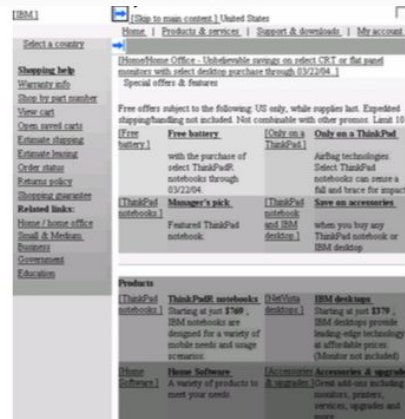 [IBM]
[Skip to main content] United States
Home | Products & services | Support & downloads | My account
Select a country
Shopping help
Warranty info
Shop by part number
View cart
Open saved carts
Estimate shipping
Estimate leasing
Order status
Returns policy
Shopping guarantee
Related links:
Home / home office
Small & Medium
Business
Government
Education
[Home/Home Office - Unbelievable savings on select CRT or flat panel
monitors with select desktop purchase through 03/22/04. ]
Special offers & features
Free offers subject to the following: US only, while supplies last. Expedited
shipping/handling not included. Not combinable with other promos. Limit 10
[Free
battery ]
Free battery
with the purchase of
select ThinkPadR
notebooks through
03/22/04.
[Only on a
ThinkPad ]
Only on a ThinkPad
AirBag technologies.
Select ThinkPad
notebooks can sense a
fall and brace for impact
[ThinkPad
notebooks ]
Manager's pick
Featured ThinkPad
notebook.
[ThinkPad
notebook
and IBM
desktop ]
Save on accessories
when you buy any
ThinkPad notebook or
IBM desktop
Products
[ThinkPad
notebooks ]
ThinkPadR notebooks
Starting at just $769 ,
IBM notebooks are
designed for a variety of
mobile needs and usage
scenarios.
[NetVista
desktops ]
IBM desktops
Starting at just $379 ,
IBM desktops provide
leading-edge technology
at affordable prices.
(Monitor not included)
[Home
Software ]
Home Software
A variety of products to
meet your needs.
[Accessories
& upgrades ]
Accessories & upgrades
Great add-ons including
monitors, printers,
services, upgrades and
more.